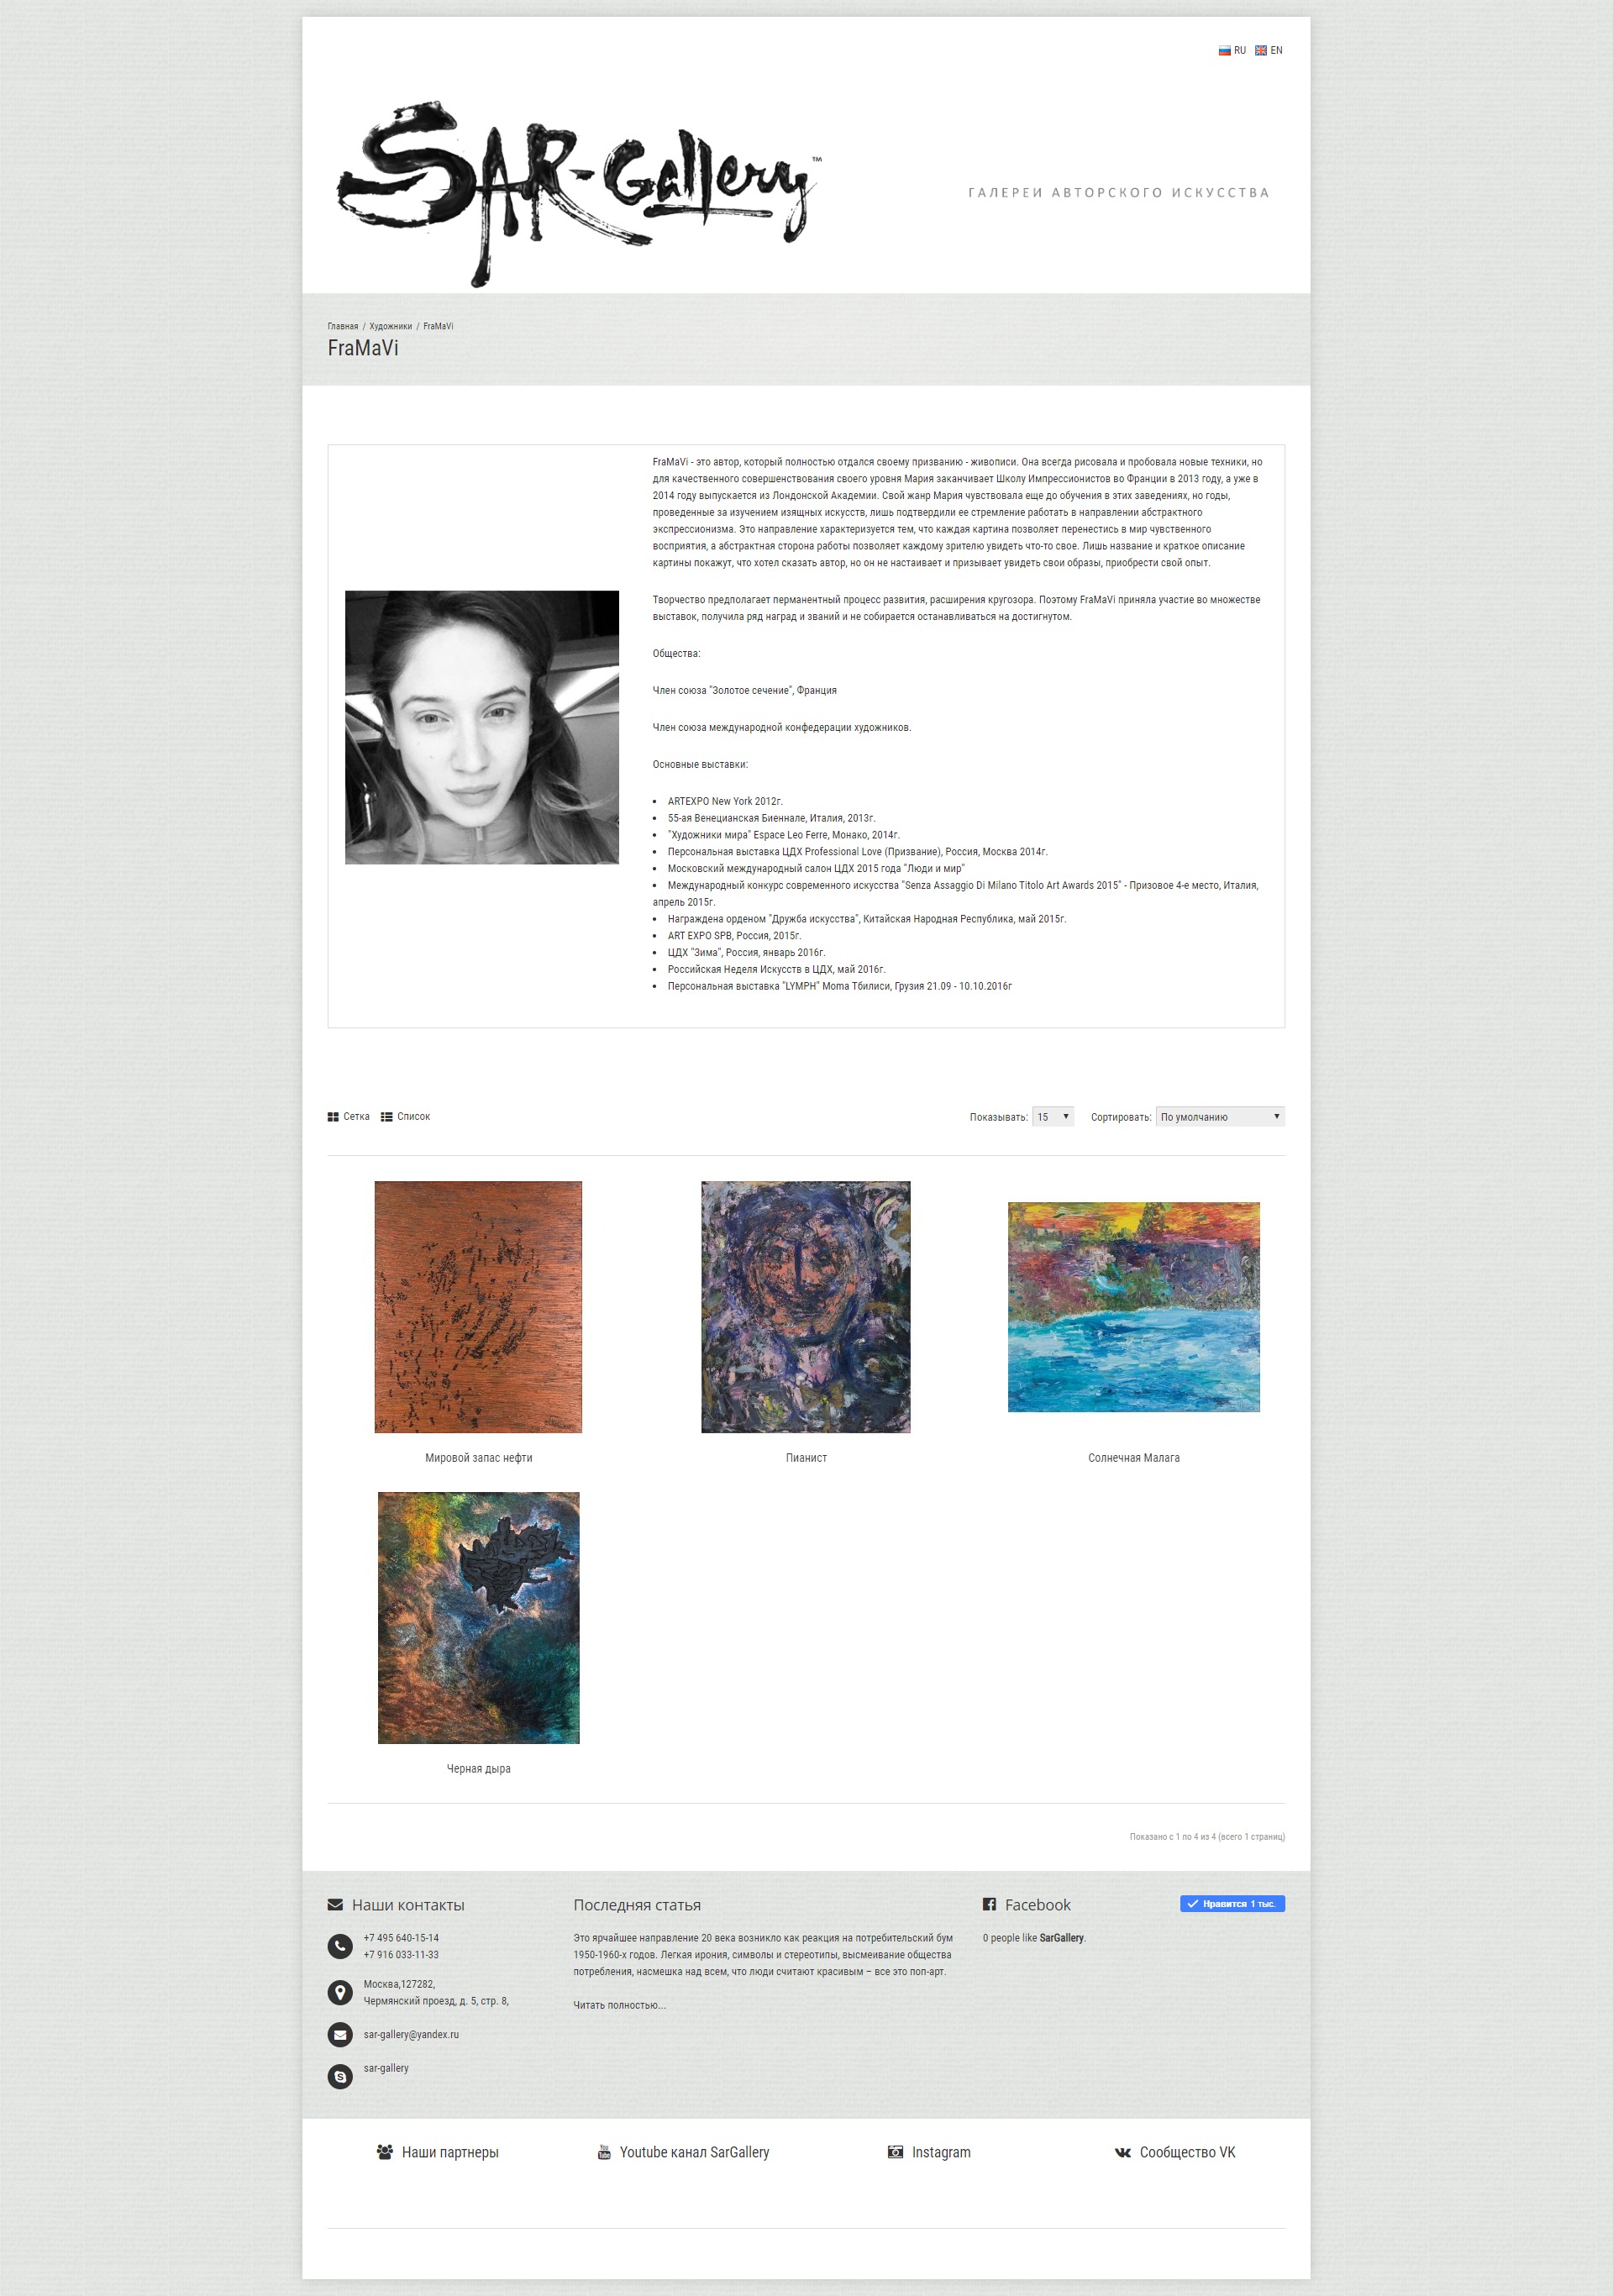 RU EN
SAR-Gallery™
ГАЛЕРЕИ АВТОРСКОГО ИСКУССТВА
Главная / Художники / FraMaVi
FraMaVi
FraMaVi - это автор, который полностью отдался своему призванию - живописи. Она всегда рисовала и пробовала новые техники, но
для качественного совершенствования своего уровня Мария заканчивает Школу Импрессионистов во Франции в 2013 году, а уже в
2014 году выпускается из Лондонской Академии. Свой жанр Мария чувствовала еще до обучения в этих заведениях, но годы,
проведенные за изучением изящных искусств, лишь подтвердили ее стремление работать в направлении абстрактного
экспрессионизма. Это направление характеризуется тем, что каждая картина позволяет перенестись в мир чувственного
восприятия, а абстрактная сторона работы позволяет каждому зрителю увидеть что-то свое. Лишь название и краткое описание
картины покажут, что хотел сказать автор, но он не настаивает и призывает увидеть свои образы, приобрести свой опыт.
Творчество предполагает перманентный процесс развития, расширения кругозора. Поэтому FraMaVi приняла участие во множестве
выставок, получила ряд наград и званий и не собирается останавливаться на достигнутом.
Общества:
Член союза "Золотое сечение", Франция
Член союза международной конфедерации художников.
Основные выставки:
• ARTEXPO New York 2012г.
• 55-ая Венецианская Биеннале, Италия, 2013г.
• "Художники мира" Espace Leo Ferre, Монако, 2014г.
• Персональная выставка ЦДХ Professional Love (Призвание), Россия, Москва 2014г.
• Московский международный салон ЦДХ 2015 года "Люди и мир"
• Международный конкурс современного искусства "Senza Assaggio Di Milano Titolo Art Awards 2015" - Призовое 4-е место, Италия,
апрель 2015г.
• Награждена орденом "Дружба искусства", Китайская Народная Республика, май 2015г.
• ART EXPO SPB, Россия, 2015г.
• ЦДХ "Зима", Россия, январь 2016г.
• Российская Неделя Искусств в ЦДХ, май 2016г.
• Персональная выставка "LYMPH" Moma Тбилиси, Грузия 21.09 - 10.10.2016г
Сетка Список Показывать: 15 Сортировать: По умолчанию
Мировой запас нефти
Пианист
Солнечная Малага
Черная дыра
Показано с 1 по 4 из 4 (всего 1 страниц)
Наши контакты
+7 495 640-15-14
+7 916 033-11-33
Москва,127282,
Чермянский проезд, д. 5, стр. 8,
sar-gallery@yandex.ru
sar-gallery
Последняя статья
Это ярчайшее направление 20 века возникло как реакция на потребительский бум
1950-1960-х годов. Легкая ирония, символы и стереотипы, высмеивание общества
потребления, насмешка над всем, что люди считают красивым – все это поп-арт.
Читать полностью...
Facebook
Нравится 1 тыс.
0 people like SarGallery.
Наши партнеры
You Tube
Youtube канал SarGallery
Instagram
Сообщество VK